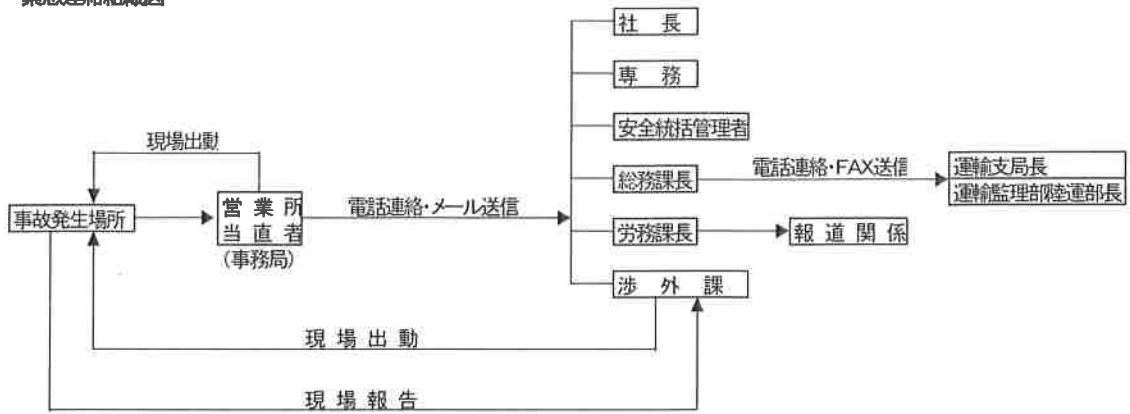 社長
専務
安全統括管理者
現場出動
総務課長
電話連絡・FAX送信
運輸支局長
運輸監理部陸運部長
事故発生場所
営業所
当直者
(事務局)
電話連絡・メール送信
労務課長
報道関係
渉外課
現場出動
現場報告